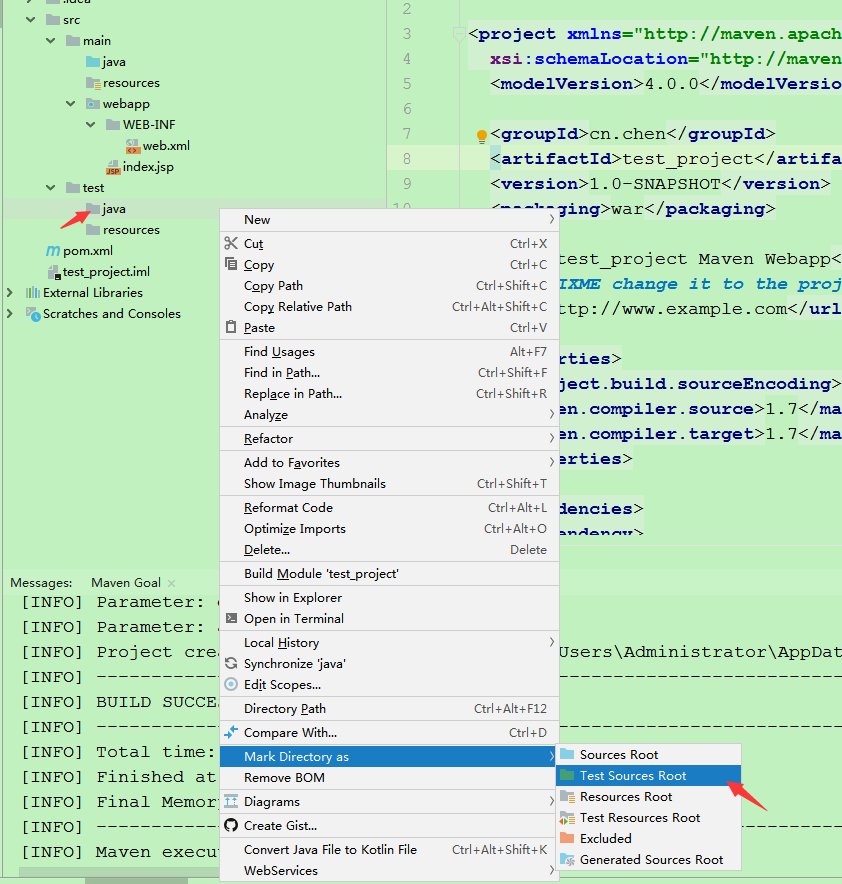 .idea
src
main
java
resources
webapp
WEB-INF
web.xml
index.jsp
test
java
resources
pom.xml
test_project.iml
External Libraries
Scratches and Consoles
2
3 <project xmlns="http://maven.apach
4 xsi:schemaLocation="http://maven
5 <modelVersion>4.0.0</modelVersio
6
7 <groupId>cn.chen</groupId>
8 <artifactId>test_project</artifa
9 <version>1.0-SNAPSHOT</version>
10 <packaging>war</packaging>
test_project Maven Webapp<
IXME change it to the proj
ttp://www.example.com</url
erties>
ject.build.sourceEncoding>
en.compiler.source>1.7</ma
en.compiler.target>1.7</ma
erties>
dencies>
endency>
New
Cut Ctrl+X
Copy Ctrl+C
Copy Path Ctrl+Shift+C
Copy Relative Path Ctrl+Alt+Shift+C
Paste Ctrl+V
Find Usages Alt+F7
Find in Path... Ctrl+Shift+F
Replace in Path... Ctrl+Shift+R
Analyze
Refactor
Add to Favorites
Show Image Thumbnails Ctrl+Shift+T
Reformat Code Ctrl+Alt+L
Optimize Imports Ctrl+Alt+O
Delete... Delete
Build Module 'test_project'
Show in Explorer
Open in Terminal
Local History
Synchronize 'java'
Edit Scopes...
Directory Path Ctrl+Alt+F12
Compare With... Ctrl+D
Mark Directory as
Remove BOM
Diagrams
Create Gist...
Convert Java File to Kotlin File Ctrl+Alt+Shift+K
WebServices
Sources Root
Test Sources Root
Resources Root
Test Resources Root
Excluded
Generated Sources Root
Messages: Maven Goal
[INFO] Parameter:
[INFO] Parameter:
[INFO] Project crea Users\Administrator\AppDat
[INFO] ----------
[INFO] BUILD SUCCES
[INFO] ----------
[INFO] Total time:
[INFO] Finished at
[INFO] Final Memory
[INFO] ----------
[INFO] Maven execu